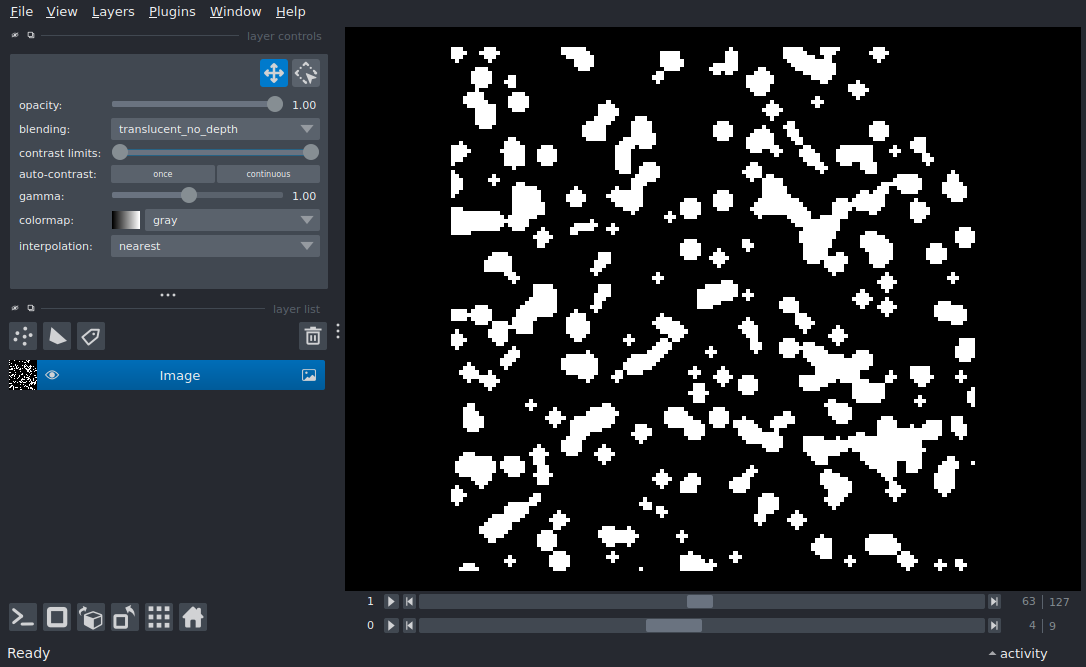 File View Layers Plugins Window Help
layer controls
opacity: 1.00
blending: translucent_no_depth
contrast limits:
auto-contrast: once continuous
gamma: 1.00
colormap: gray
interpolation: nearest
layer list
Image
1 63 127
0 4 9
Ready activity